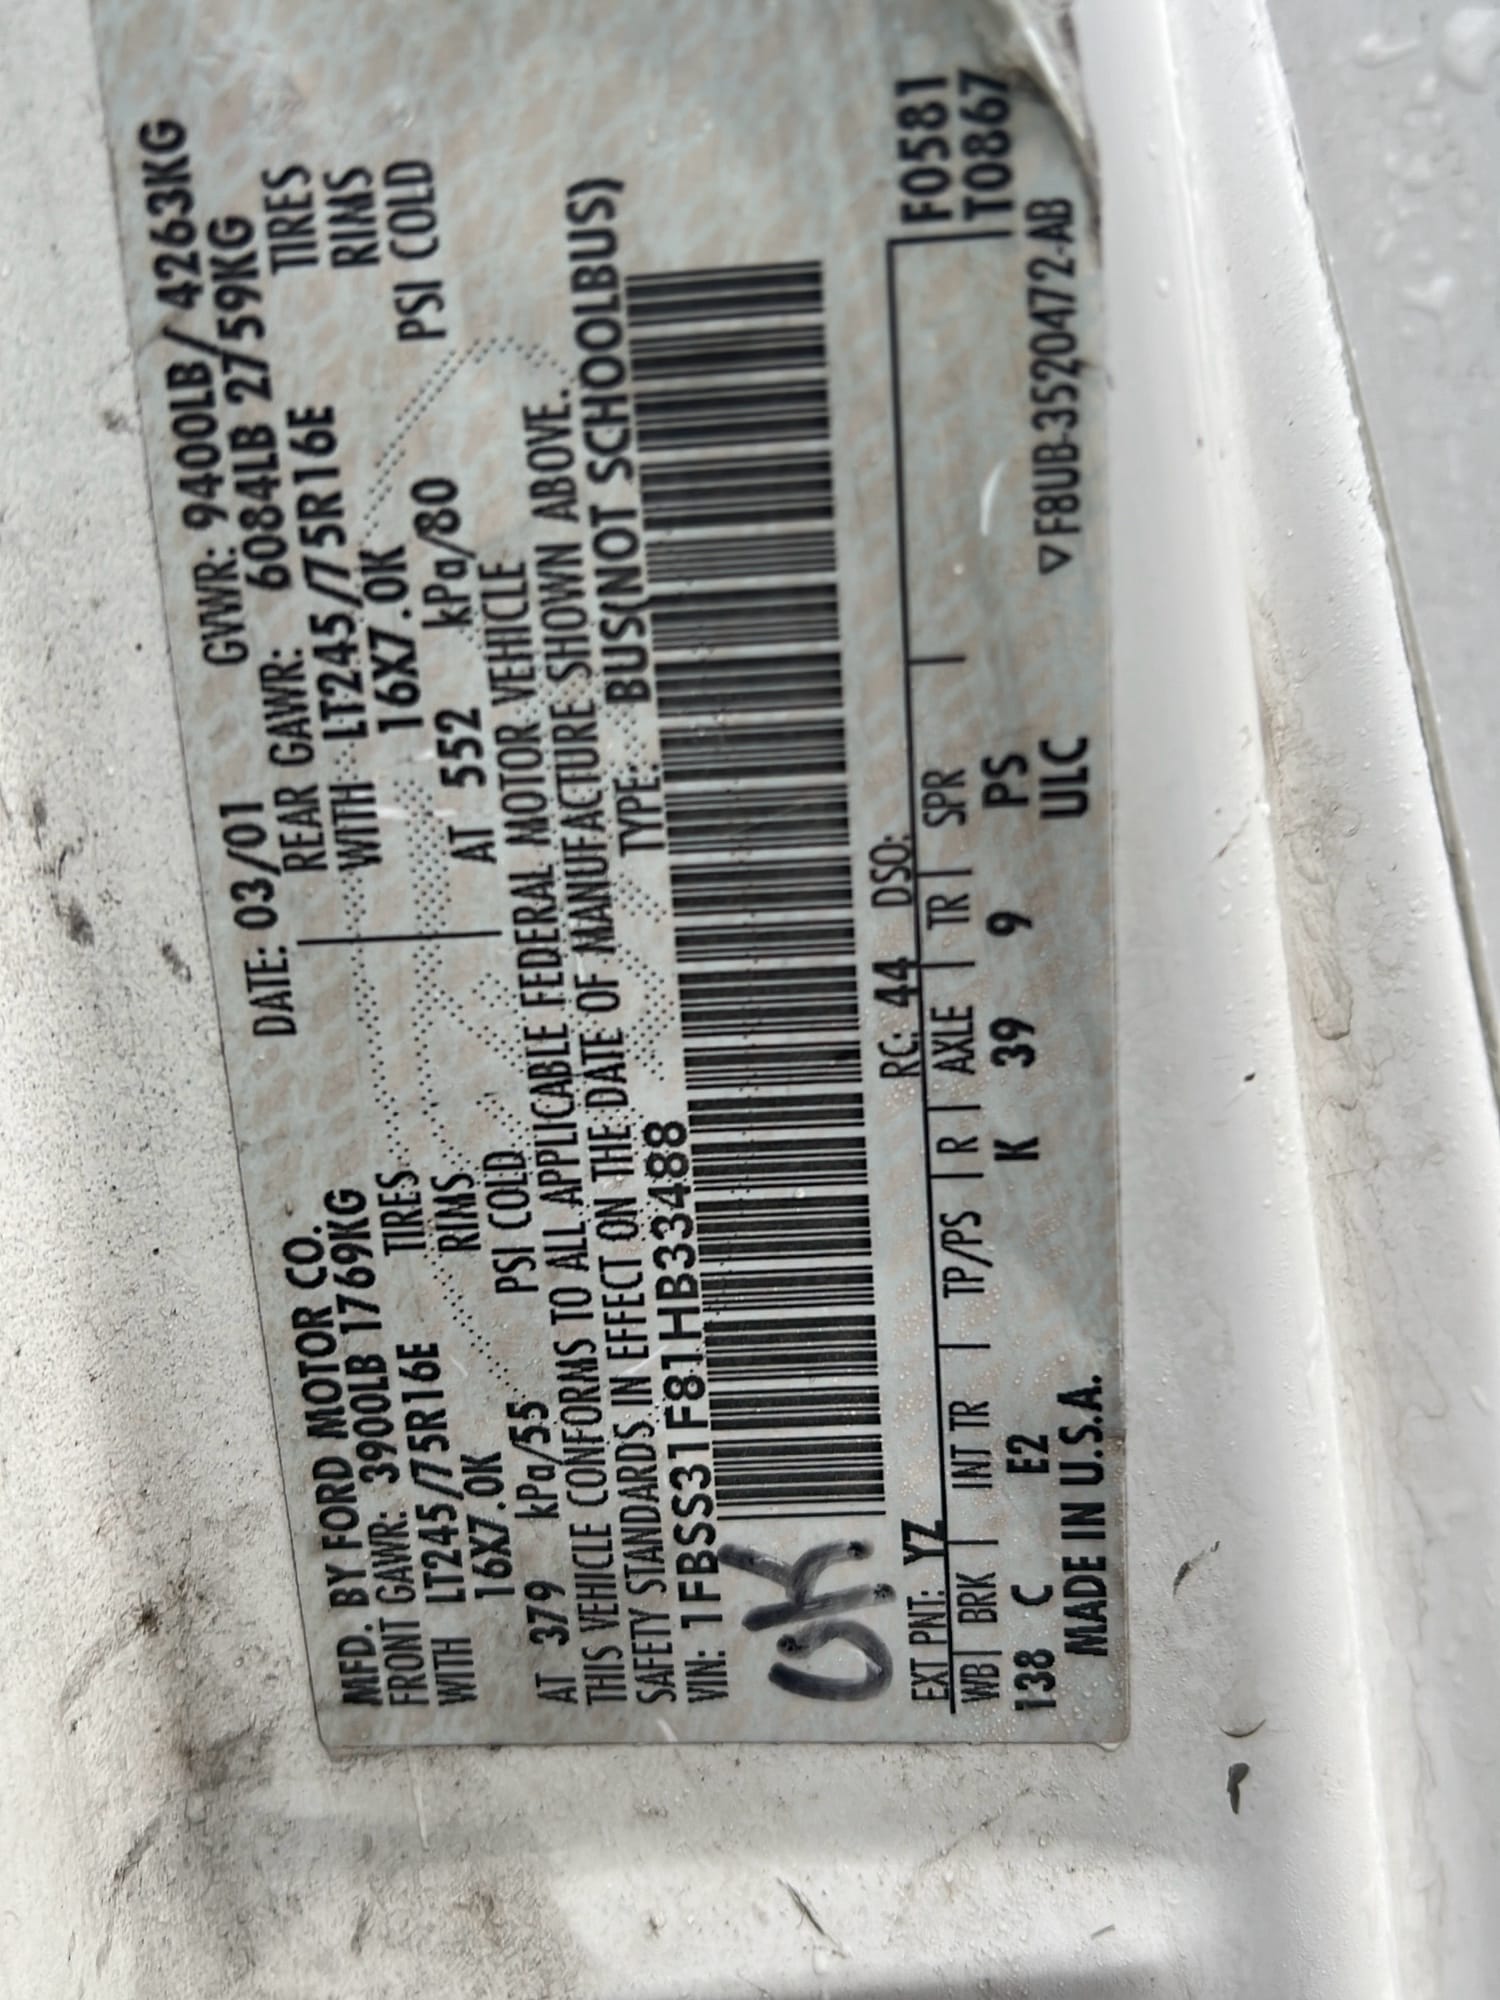 MFD. BY FORD MOTOR CO.
DATE: 03/01 GVWR: 9400LB/ 4263KG
FRONT GAWR: 3900LB 1769KG
REAR GAWR: 6084LB 2759KG
WITH LT245/75R16E TIRES
WITH LT245/75R16E TIRES
16X7.0K RIMS
16X7.0K RIMS
AT 379 kPa/55 PSI COLD
AT 552 kPa/80 PSI COLD
THIS VEHICLE CONFORMS TO ALL APPLICABLE FEDERAL MOTOR VEHICLE
SAFETY STANDARDS IN EFFECT ON THE DATE OF MANUFACTURE SHOWN ABOVE.
VIN: 1FBSS31F81HB33488 TYPE: BUS(NOT SCHOOLBUS)
OK
EXT PNT: YZ RC: 44 DSO: F0581
WB | BRK | INT TR | TP/PS | R | AXLE | TR | SPR | T0867
138 C E2 K 39 9 PS
ULC
▽F8UB-3520472-AB
MADE IN U.S.A.